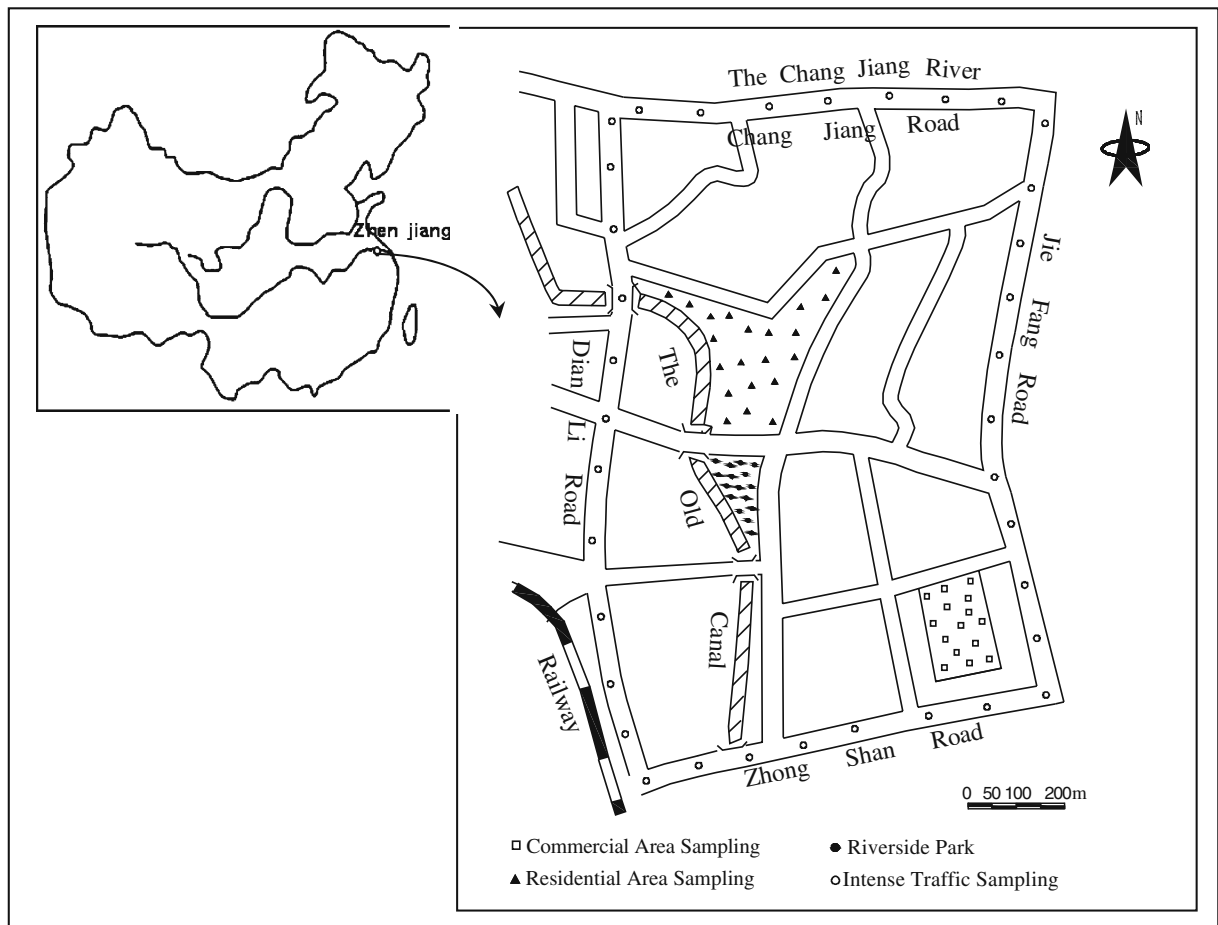 Zhen jiang
The Chang Jiang River
Chang Jiang Road
N
Jie Fang Road
Dian Li Road
The Old Canal
Railway
Zhong Shan Road
0 50 100 200m
Commercial Area Sampling
Riverside Park
Residential Area Sampling
Intense Traffic Sampling